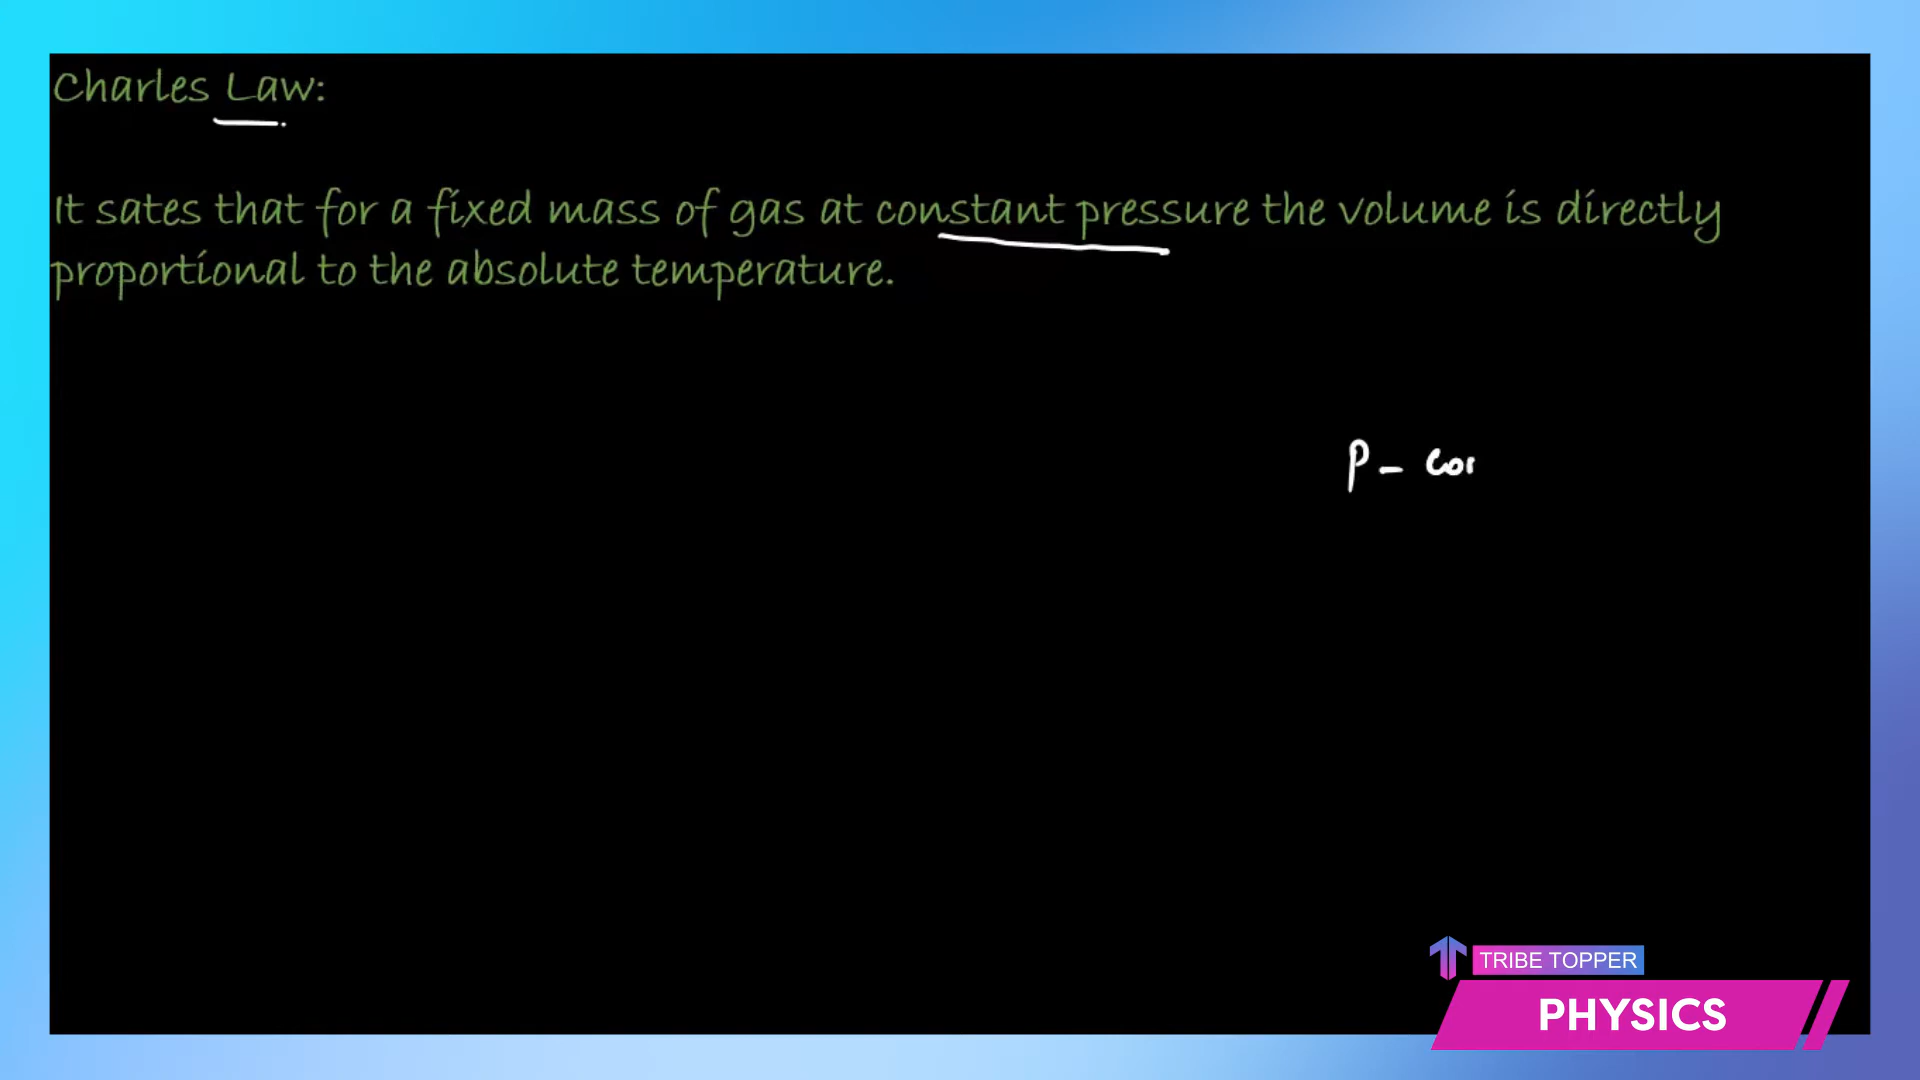 Charles Law:
It sates that for a fixed mass of gas at constant pressure the volume is directly
proportional to the absolute temperature.
P - con
TRIBE TOPPER
PHYSICS